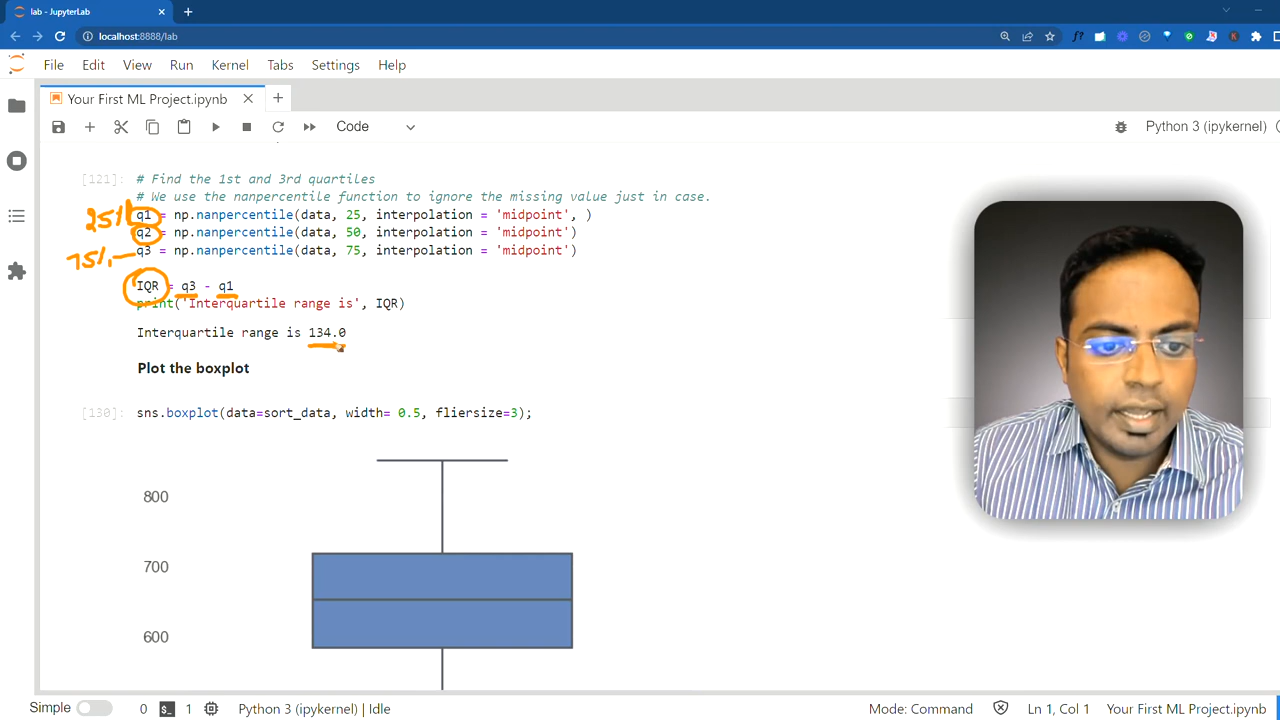 lab - JupyterLab
localhost:8888/lab
File Edit View Run Kernel Tabs Settings Help
Your First ML Project.ipynb
Code
Python 3 (ipykernel)
[121]: # Find the 1st and 3rd quartiles
# We use the nanpercentile function to ignore the missing value just in case.
25% q1 = np.nanpercentile(data, 25, interpolation = 'midpoint', )
q2 = np.nanpercentile(data, 50, interpolation = 'midpoint')
75% q3 = np.nanpercentile(data, 75, interpolation = 'midpoint')
IQR = q3 - q1
print('Interquartile range is', IQR)
Interquartile range is 134.0
Plot the boxplot
[130]: sns.boxplot(data=sort_data, width= 0.5, fliersize=3);
800
700
600
Simple 0 1 Python 3 (ipykernel) | Idle Mode: Command Ln 1, Col 1 Your First ML Project.ipynb